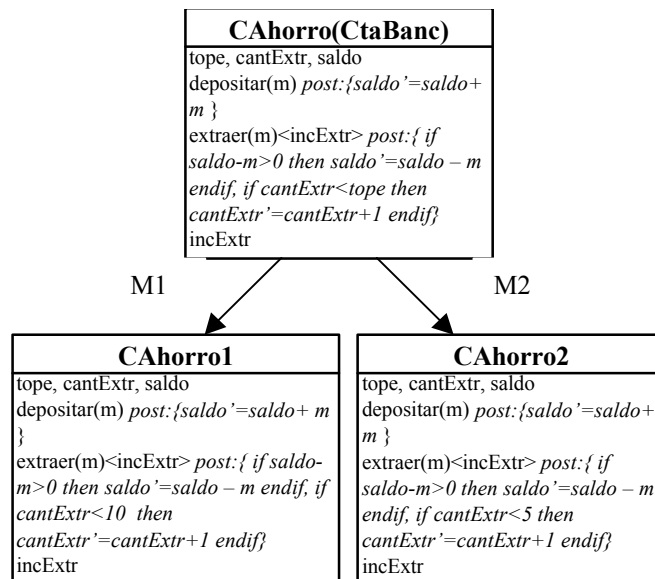 CAhorro(CtaBanc)
tope, cantExtr, saldo
depositar(m) post:{saldo’=saldo+
m }
extraer(m)<incExtr> post:{ if
saldo-m>0 then saldo’=saldo – m
endif, if cantExtr<tope then
cantExtr’=cantExtr+1 endif}
incExtr
M1
M2
CAhorro1
tope, cantExtr, saldo
depositar(m) post:{saldo’=saldo+ m
}
extraer(m)<incExtr> post:{ if saldo-
m>0 then saldo’=saldo – m endif, if
cantExtr<10 then
cantExtr’=cantExtr+1 endif}
incExtr
CAhorro2
tope, cantExtr, saldo
depositar(m) post:{saldo’=saldo+
m }
extraer(m)<incExtr> post:{ if
saldo-m>0 then saldo’=saldo – m
endif, if cantExtr<5 then
cantExtr’=cantExtr+1 endif}
incExtr